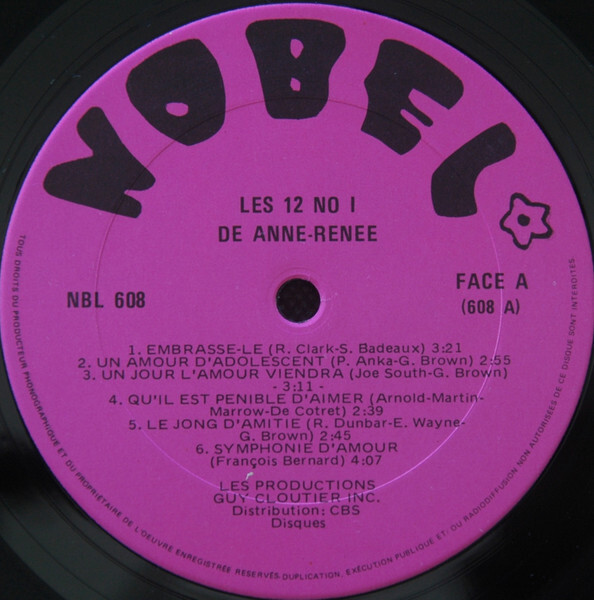 NOBEL
LES 12 NO I
DE ANNE-RENEE
NBL 608
FACE A
(608 A)
1. EMBRASSE-LE (R. Clark-S. Badeaux) 3:21
2. UN AMOUR D'ADOLESCENT (P. Anka-G. Brown) 2:55
3. UN JOUR L'AMOUR VIENDRA (Joe South-G. Brown)
- 3:11 -
4. QU'IL EST PENIBLE D'AIMER (Arnold-Martin-
Marrow-De Cotret) 2:39
5. LE JONG D'AMITIE (R. Dunbar-E. Wayne-
G. Brown) 2:45
6. SYMPHONIE D'AMOUR
(François Bernard) 4:07
LES PRODUCTIONS
GUY CLOUTIER INC.
Distribution: CBS
Disques
TOUS DROITS DU PRODUCTEUR PHONOGRAPHIQUE ET DU PROPRIETAIRE DE L'OEUVRE ENREGISTRÉE RESERVÉS DUPLICATION, EXÉCUTION PUBLIQUE ET/OU RADIODIFFUSION NON AUTORISEES DE CE DISQUE SONT INTERDITES